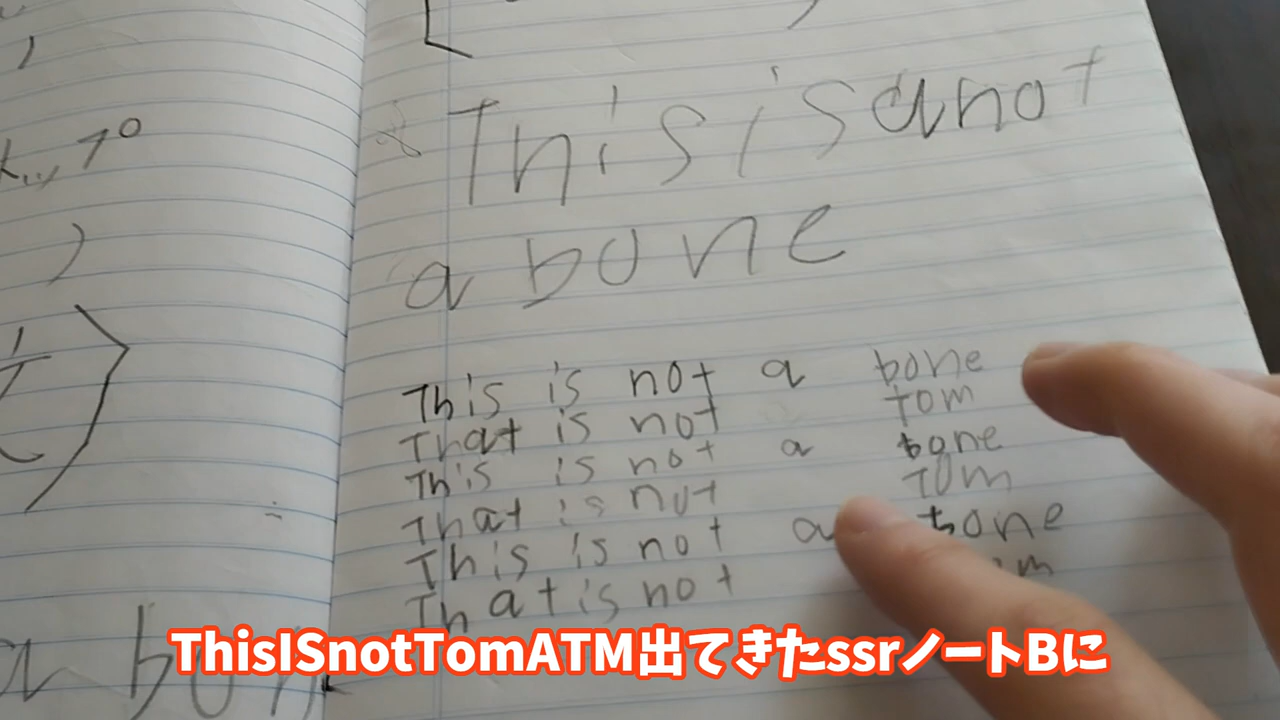 This is a not
a bone
This is not a bone
That is not Tom
This is not a bone
That is not Tom
This is not a bone
That is not
ThisISnotTomATM出てきたssrノートBに